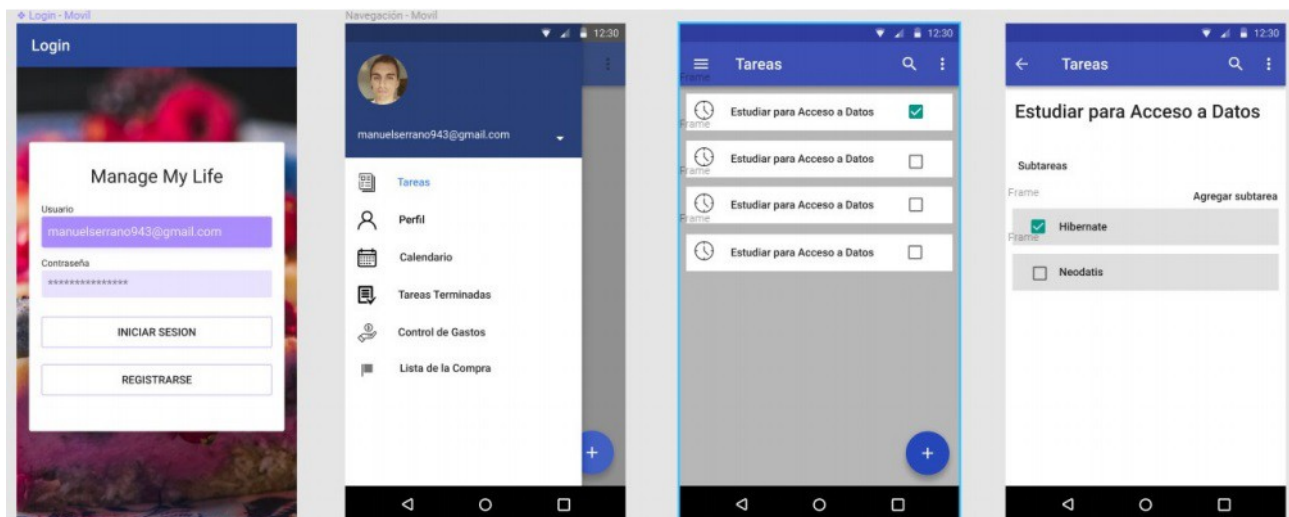 Login - Movil
Login
Manage My Life
Usuario
manuelserrano943@gmail.com
Contraseña
***************
INICIAR SESION
REGISTRARSE
Navegación - Movil
12:30
manuelserrano943@gmail.com
Tareas
Perfil
Calendario
Tareas Terminadas
Control de Gastos
Lista de la Compra
+
12:30
Tareas
Frame
Estudiar para Acceso a Datos
Frame
Estudiar para Acceso a Datos
Frame
Estudiar para Acceso a Datos
Frame
Estudiar para Acceso a Datos
+
12:30
Tareas
Estudiar para Acceso a Datos
Subtareas
Frame
Agregar subtarea
Hibernate
Frame
Neodatis